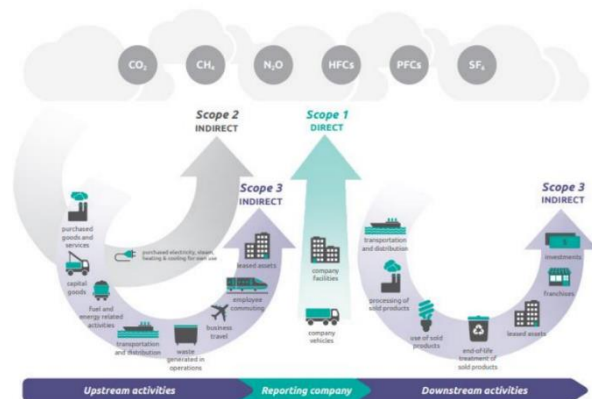 CO₂
CH₄
N₂O
HFCs
PFCs
SF₆
Scope 2
INDIRECT
Scope 1
DIRECT
Scope 3
INDIRECT
Scope 3
INDIRECT
purchased
goods and
services
capital
goods
fuel and
energy related
activities
transportation
and distribution
waste
generated in
operations
business
travel
employee
commuting
leased assets
purchased electricity, steam,
heating & cooling for own use
company
facilities
company
vehicles
transportation
and distribution
processing of
sold products
use of sold
products
end-of-life
treatment of
sold products
leased assets
franchises
investments
$
Upstream activities
Reporting company
Downstream activities